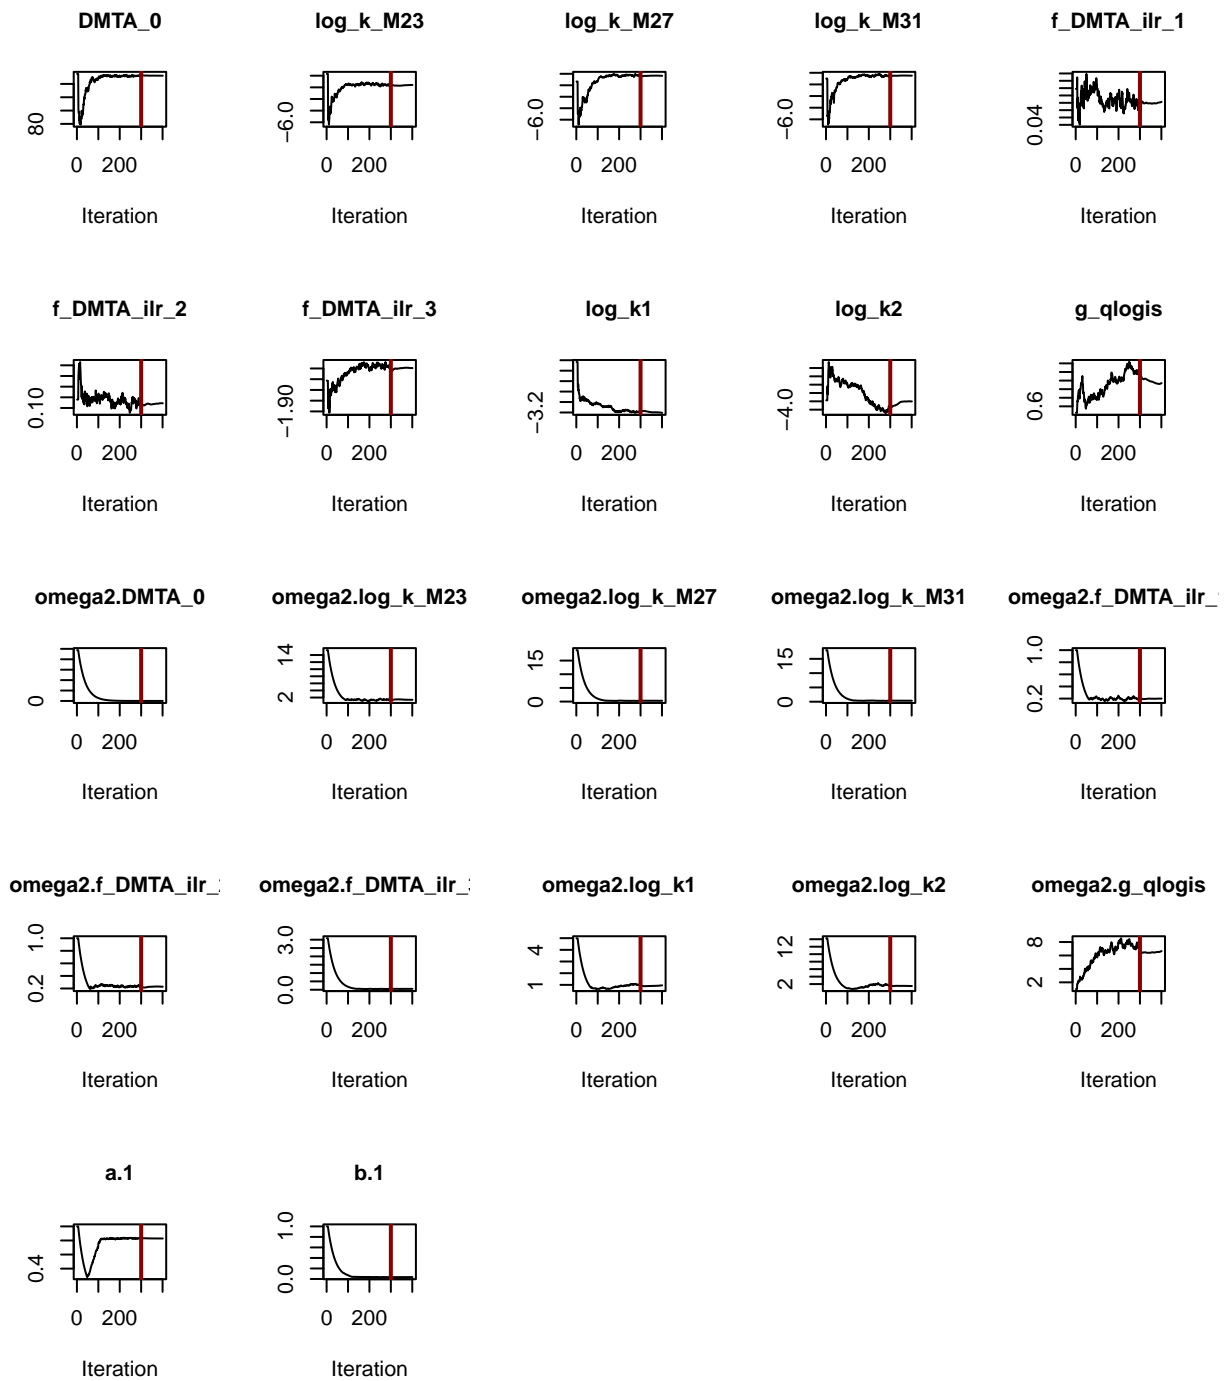 DMTA_0 log_k_M23 log_k_M27 log_k_M31 f_DMTA_ilr_1
80 −6.0 −6.0 −6.0 0.04
0 200 0 200 0 200 0 200 0 200
Iteration Iteration Iteration Iteration Iteration
f_DMTA_ilr_2 f_DMTA_ilr_3 log_k1 log_k2 g_qlogis
0.10 −1.90 −3.2 −4.0 0.6
0 200 0 200 0 200 0 200 0 200
Iteration Iteration Iteration Iteration Iteration
omega2.DMTA_0 omega2.log_k_M23 omega2.log_k_M27 omega2.log_k_M31 omega2.f_DMTA_ilr_
0 2 14 0 15 0 15 0.2 1.0
0 200 0 200 0 200 0 200 0 200
Iteration Iteration Iteration Iteration Iteration
omega2.f_DMTA_ilr_ omega2.f_DMTA_ilr_ omega2.log_k1 omega2.log_k2 omega2.g_qlogis
0.2 1.0 0.0 3.0 1 4 2 12 2 8
0 200 0 200 0 200 0 200 0 200
Iteration Iteration Iteration Iteration Iteration
a.1 b.1
0.4 0.0 1.0
0 200 0 200
Iteration Iteration